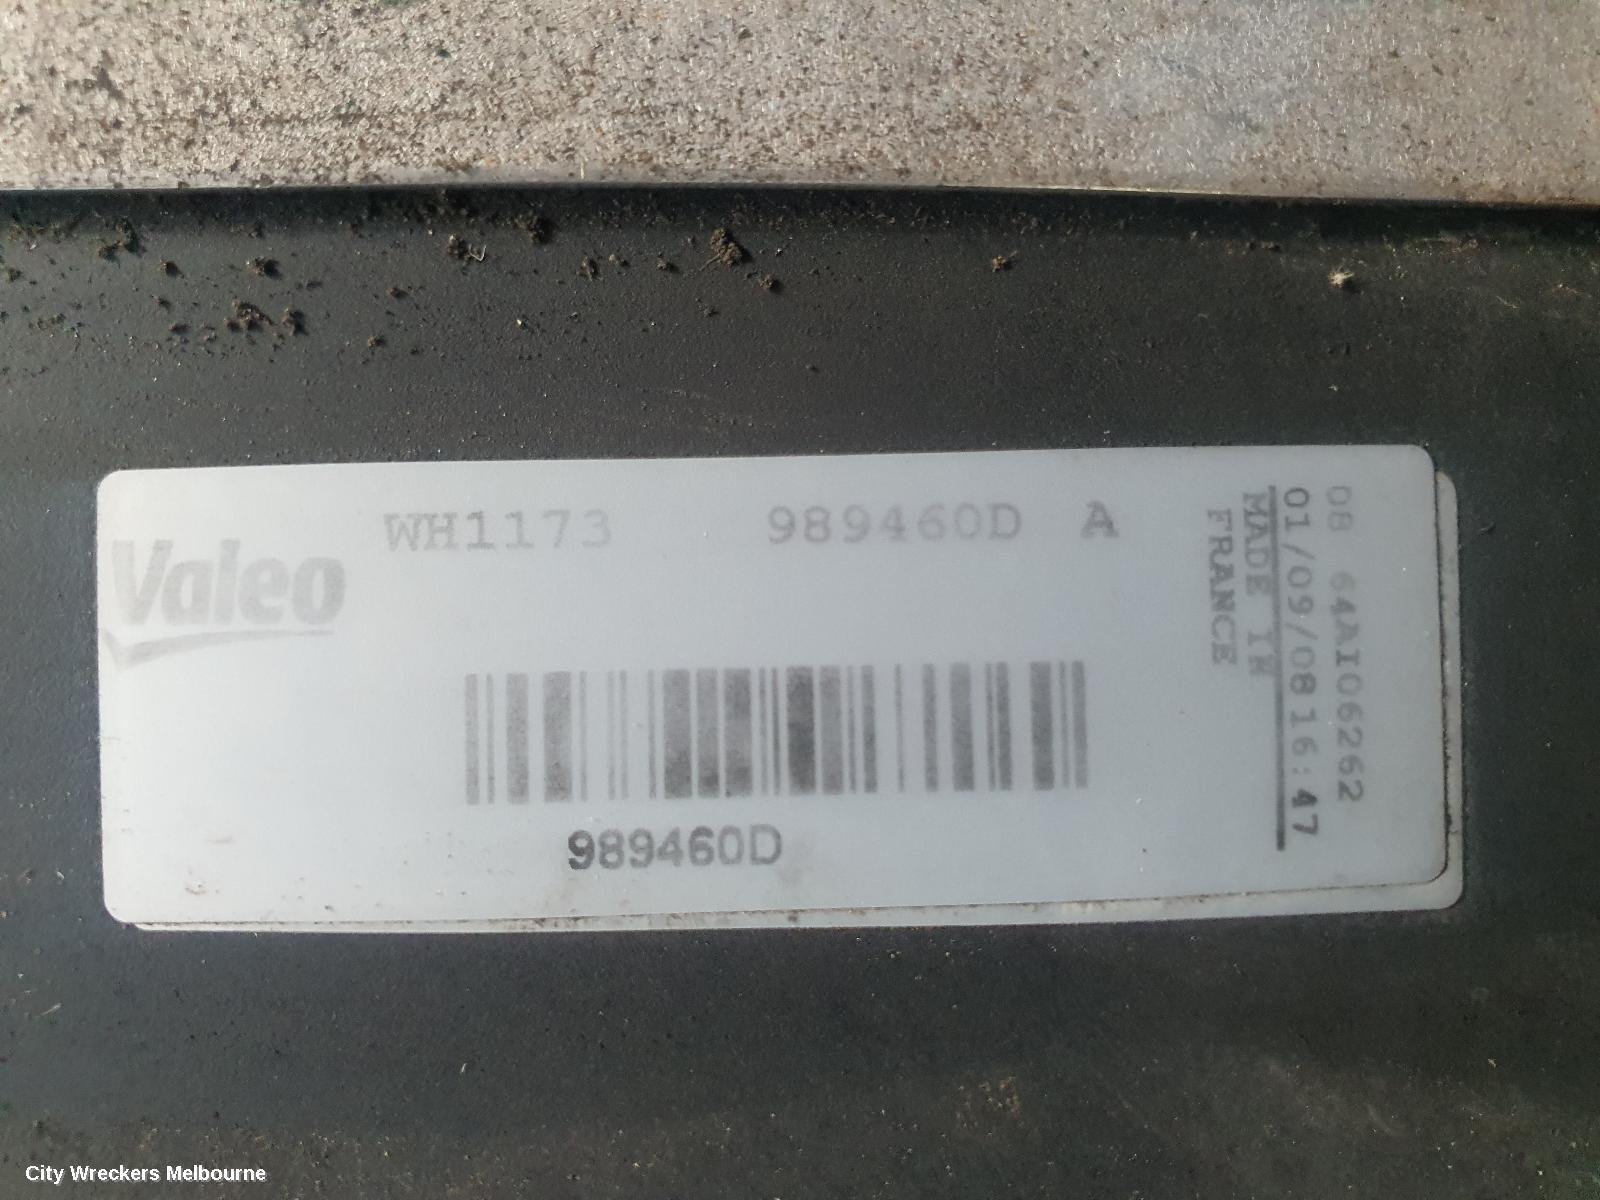 WH1173 989460D A
Valeo
989460D
08 64AI06262
01/09/08 16:47
MADE IN
FRANCE
City Wreckers Melbourne